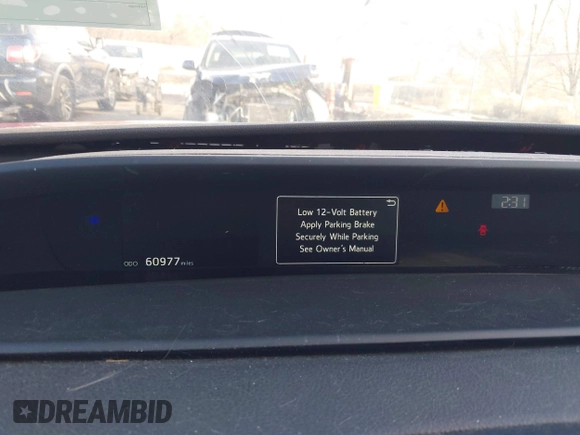 Low 12-Volt Battery
Apply Parking Brake
Securely While Parking
See Owner's Manual
2:31
ODO 60977 miles
DREAMBID